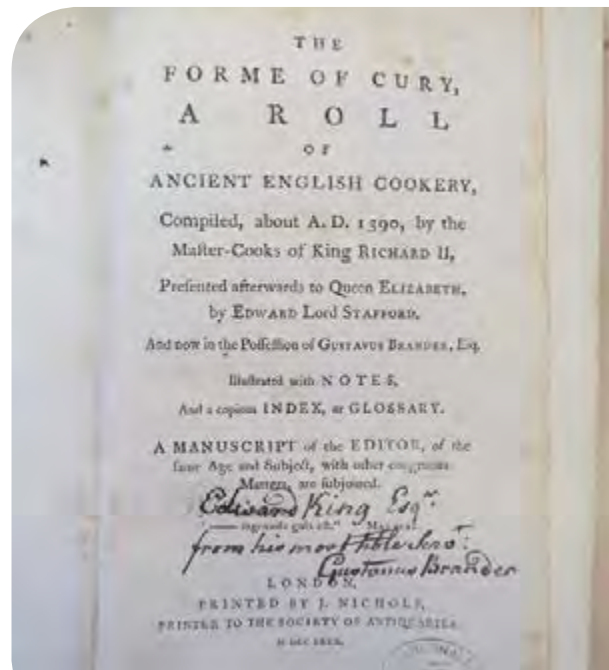 THE
FORME OF CURY,
A ROLL
OF
ANCIENT ENGLISH COOKERY,
Compiled, about A. D. 1390, by the
Maſter-Cooks of King RICHARD II,
Preſented afterwards to Queen ELIZABETH,
by EDWARD Lord STAFFORD,
And now in the Poſſeſſion of GUSTAVUS BRANDER, Eſq.
Illuſtrated with NOTES,
And a copious INDEX, or GLOSSARY.
A MANUSCRIPT of the EDITOR, of the
ſame Age and Subject, with other congruous
Matters, are ſubjoined.
Edward King Esqr.
from his most
Gustavus Brander
LONDON,
PRINTED BY J. NICHOLS,
PRINTER TO THE SOCIETY OF ANTIQUARIES.